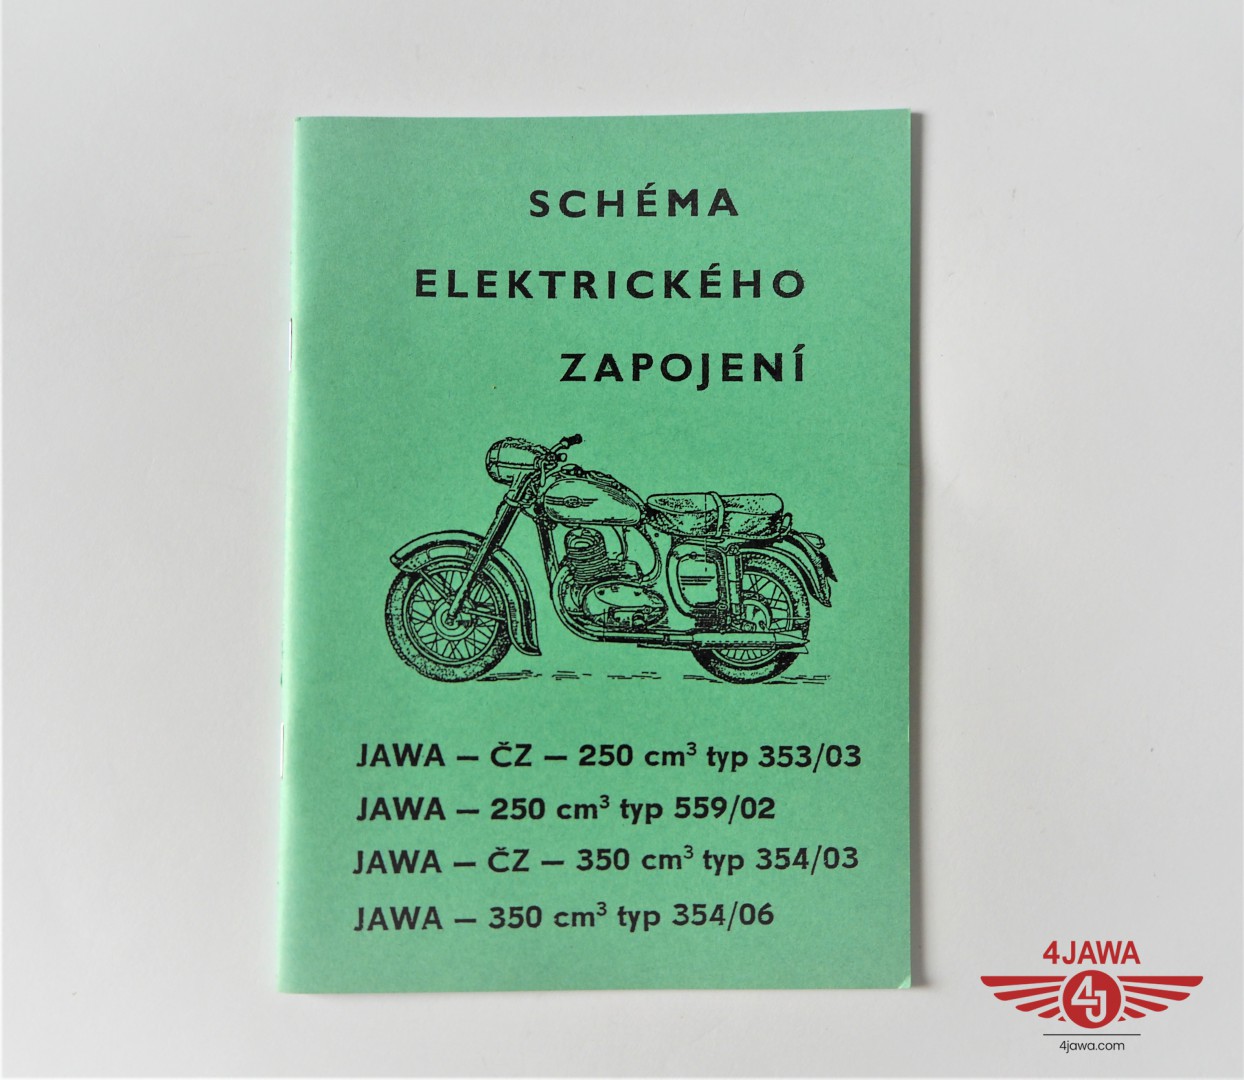 SCHÉMA
ELEKTRICKÉHO
ZAPOJENÍ
JAWA – ČZ – 250 cm³ typ 353/03
JAWA – 250 cm³ typ 559/02
JAWA – ČZ – 350 cm³ typ 354/03
JAWA – 350 cm³ typ 354/06
4JAWA
4J
4jawa.com